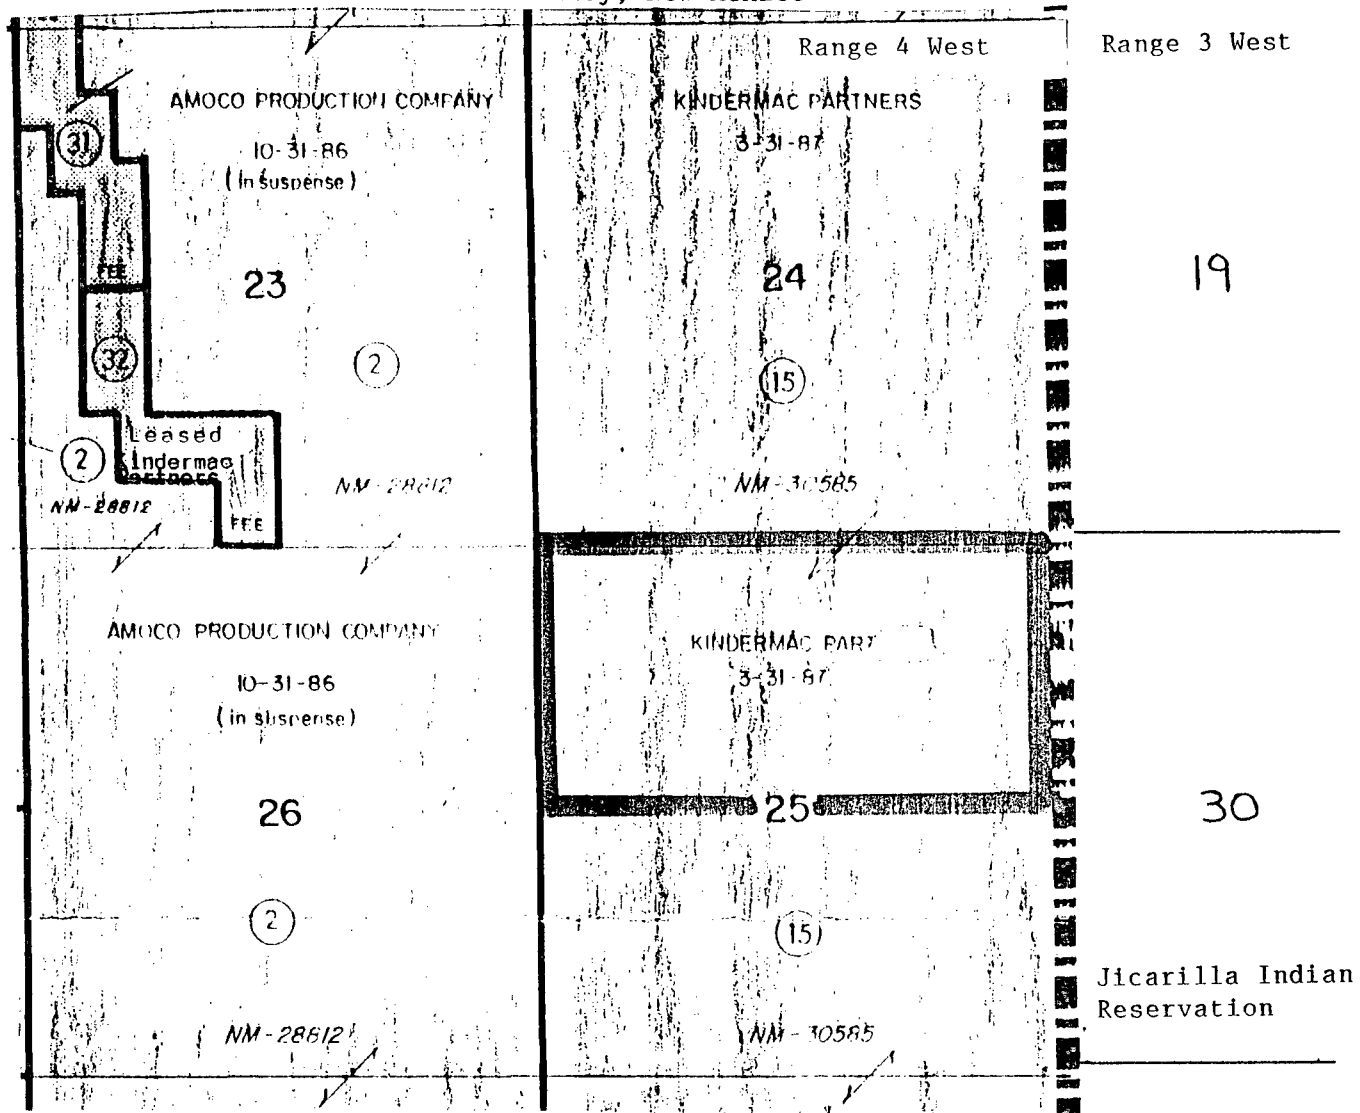 Range 4 West
Range 3 West
AMOCO PRODUCTION COMPANY
10-31-86
(in suspense)
23
2
NM-28812
31
FEE
32
Leased
indermac
artners
FEE
2
NM-28812
KINDERMAC PARTNERS
3-31-87
24
15
NM-30585
19
AMOCO PRODUCTION COMPANY
10-31-86
(in suspense)
26
2
NM-28812
KINDERMAC PART
3-31-87
25
15
NM-30585
30
Jicarilla Indian
Reservation